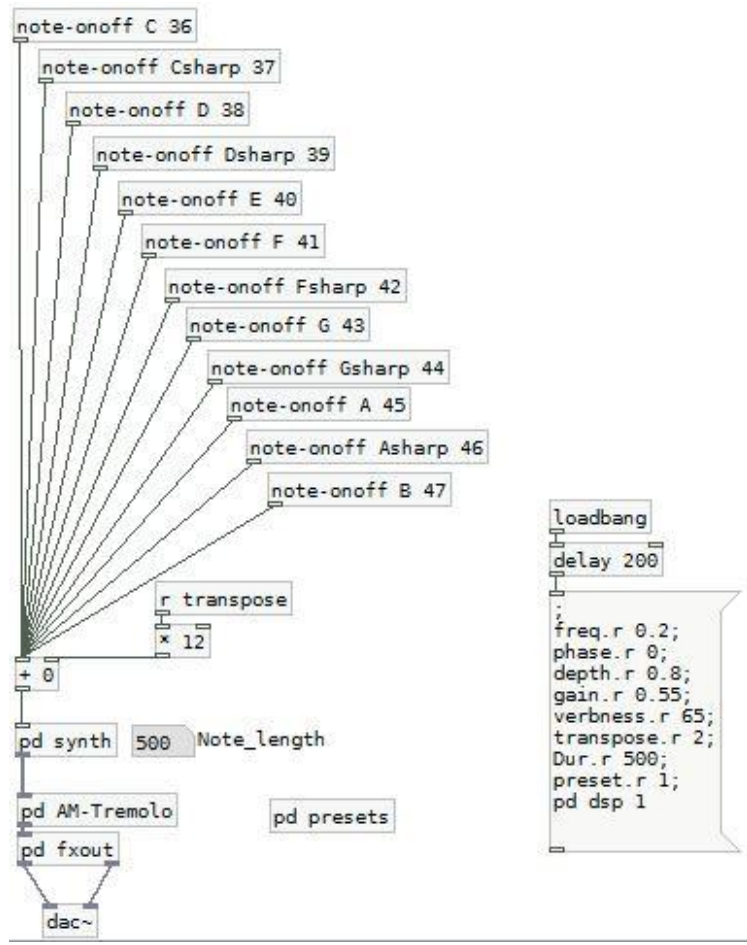 note-onoff C 36
note-onoff Csharp 37
note-onoff D 38
note-onoff Dsharp 39
note-onoff E 40
note-onoff F 41
note-onoff Fsharp 42
note-onoff G 43
note-onoff Gsharp 44
note-onoff A 45
note-onoff Asharp 46
note-onoff B 47
r transpose
* 12
+ 0
pd synth
500 Note_length
pd AM-Tremolo
pd presets
pd fxout
dac~
loadbang
delay 200
;
freq.r 0.2;
phase.r 0;
depth.r 0.8;
gain.r 0.55;
verbness.r 65;
transpose.r 2;
Dur.r 500;
preset.r 1;
pd dsp 1